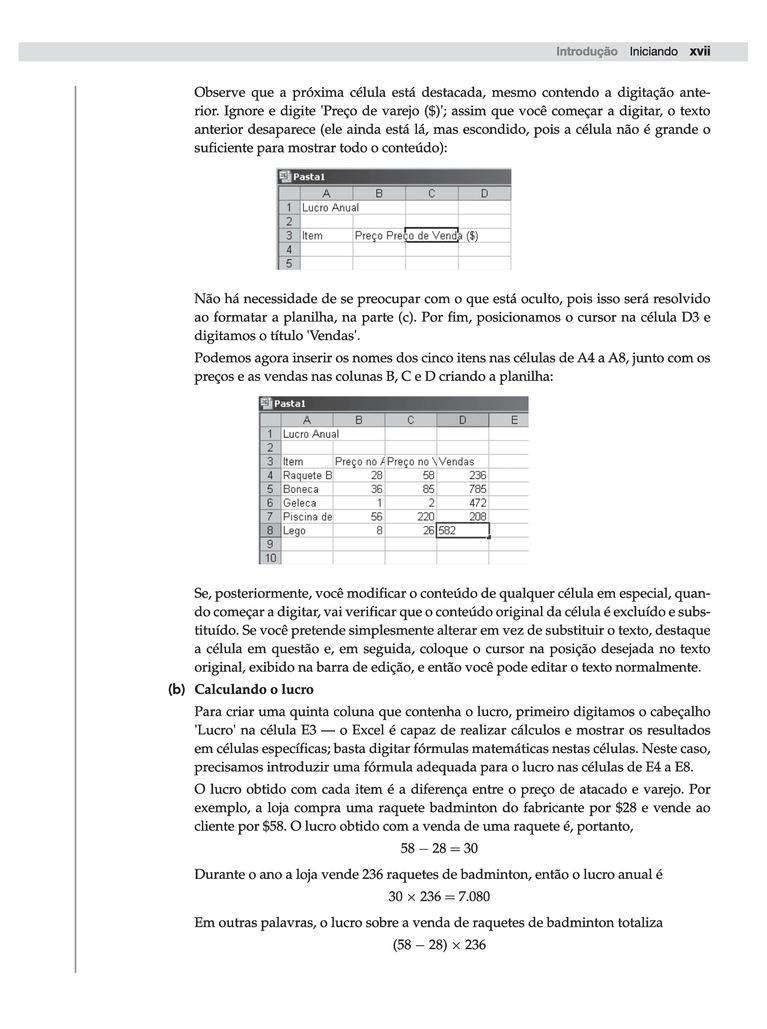 Introdução Iniciando xvii
Observe que a próxima célula está destacada, mesmo contendo a digitação ante-
rior. Ignore e digite 'Preço de varejo ($)'; assim que você começar a digitar, o texto
anterior desaparece (ele ainda está lá, mas escondido, pois a célula não é grande o
suficiente para mostrar todo o conteúdo):
Pasta1
A B C D
1 Lucro Anual
2
3 Item Preço Preço de Venda ($)
4
5
Não há necessidade de se preocupar com o que está oculto, pois isso será resolvido
ao formatar a planilha, na parte (c). Por fim, posicionamos o cursor na célula D3 e
digitamos o título 'Vendas'.
Podemos agora inserir os nomes dos cinco itens nas células de A4 a A8, junto com os
preços e as vendas nas colunas B, C e D criando a planilha:
Pasta1
A B C D E
1 Lucro Anual
2
3 Item Preço no A Preço no V Vendas
4 Raquete B 28 58 236
5 Boneca 36 85 785
6 Geleca 1 2 472
7 Piscina de 56 220 208
8 Lego 8 26 582
9
10
Se, posteriormente, você modificar o conteúdo de qualquer célula em especial, quan-
do começar a digitar, vai verificar que o conteúdo original da célula é excluído e subs-
tituído. Se você pretende simplesmente alterar em vez de substituir o texto, destaque
a célula em questão e, em seguida, coloque o cursor na posição desejada no texto
original, exibido na barra de edição, e então você pode editar o texto normalmente.
(b) Calculando o lucro
Para criar uma quinta coluna que contenha o lucro, primeiro digitamos o cabeçalho
'Lucro' na célula E3 — o Excel é capaz de realizar cálculos e mostrar os resultados
em células específicas; basta digitar fórmulas matemáticas nestas células. Neste caso,
precisamos introduzir uma fórmula adequada para o lucro nas células de E4 a E8.
O lucro obtido com cada item é a diferença entre o preço de atacado e varejo. Por
exemplo, a loja compra uma raquete badminton do fabricante por $28 e vende ao
cliente por $58. O lucro obtido com a venda de uma raquete é, portanto,
58 − 28 = 30
Durante o ano a loja vende 236 raquetes de badminton, então o lucro anual é
30 × 236 = 7.080
Em outras palavras, o lucro sobre a venda de raquetes de badminton totaliza
(58 − 28) × 236